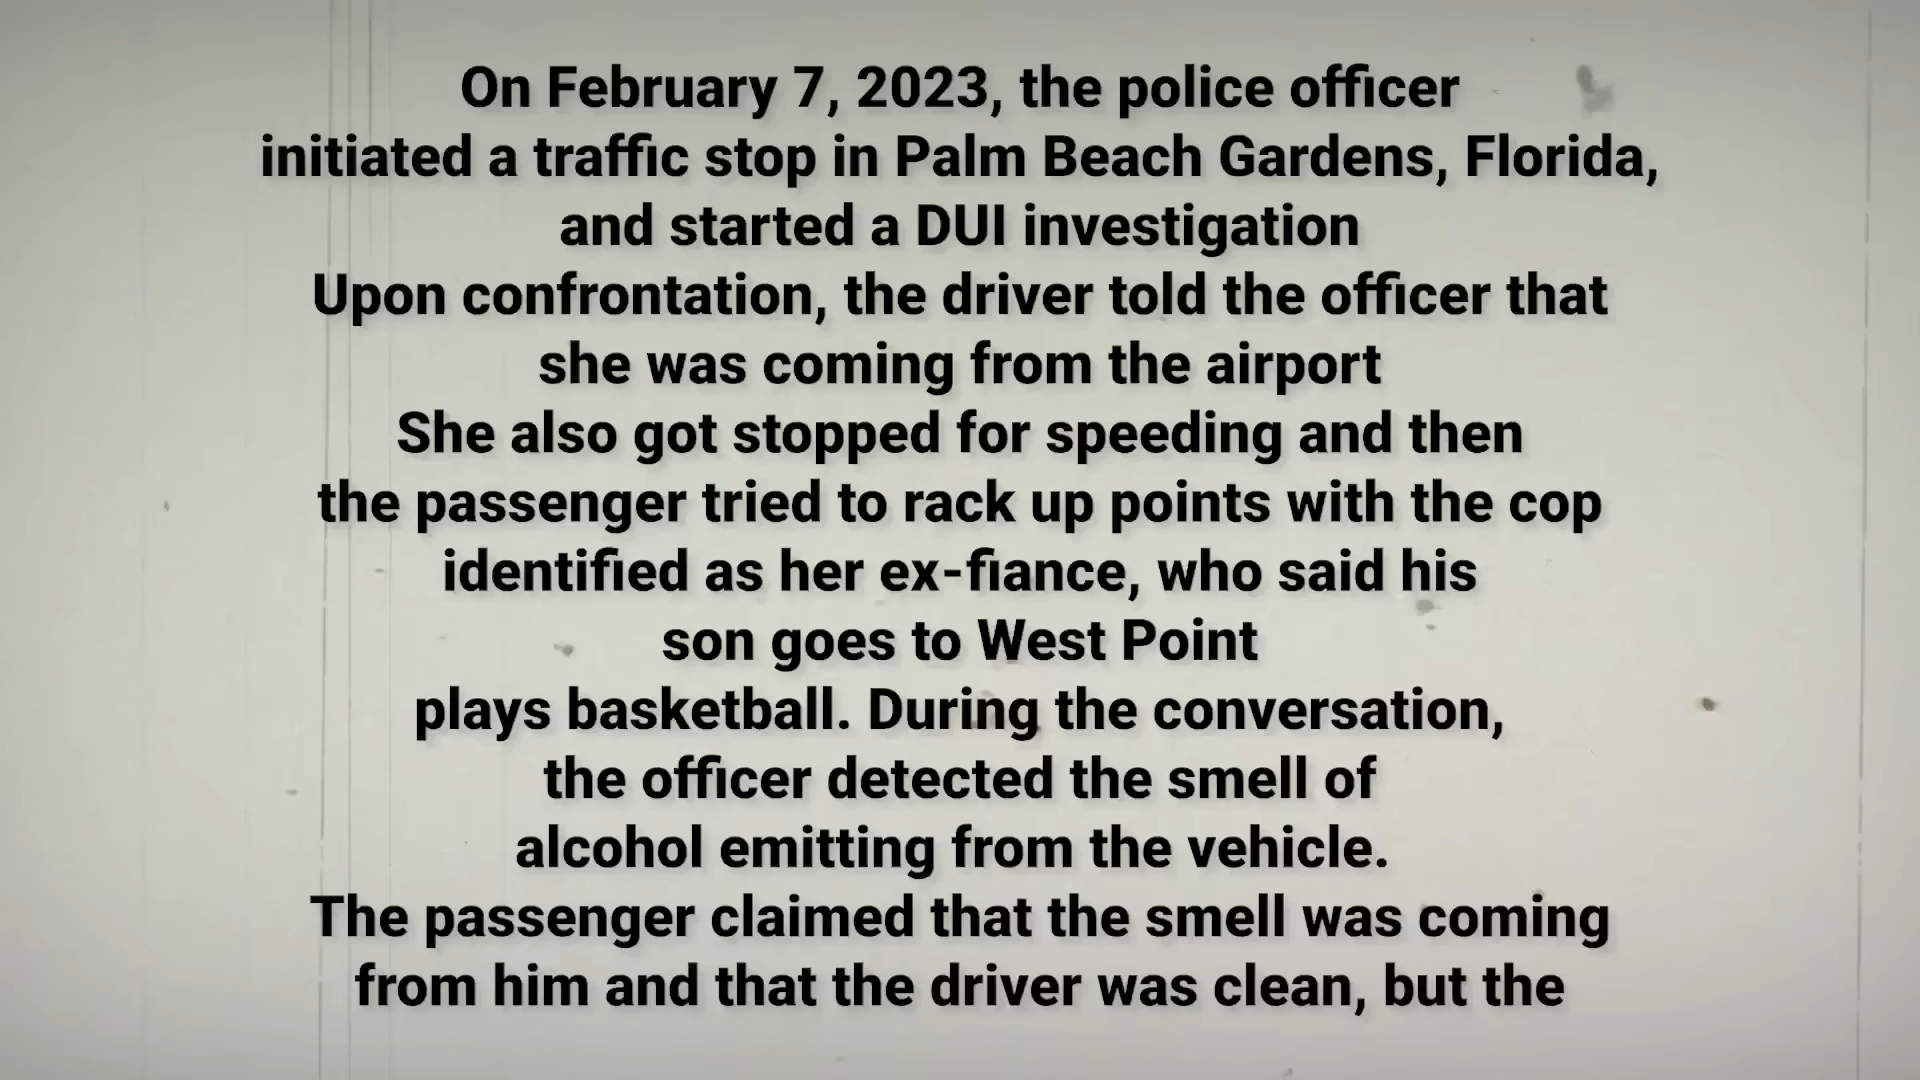 On February 7, 2023, the police officer
initiated a traffic stop in Palm Beach Gardens, Florida,
and started a DUI investigation
Upon confrontation, the driver told the officer that
she was coming from the airport
She also got stopped for speeding and then
the passenger tried to rack up points with the cop
identified as her ex-fiance, who said his
son goes to West Point
plays basketball. During the conversation,
the officer detected the smell of
alcohol emitting from the vehicle.
The passenger claimed that the smell was coming
from him and that the driver was clean, but the